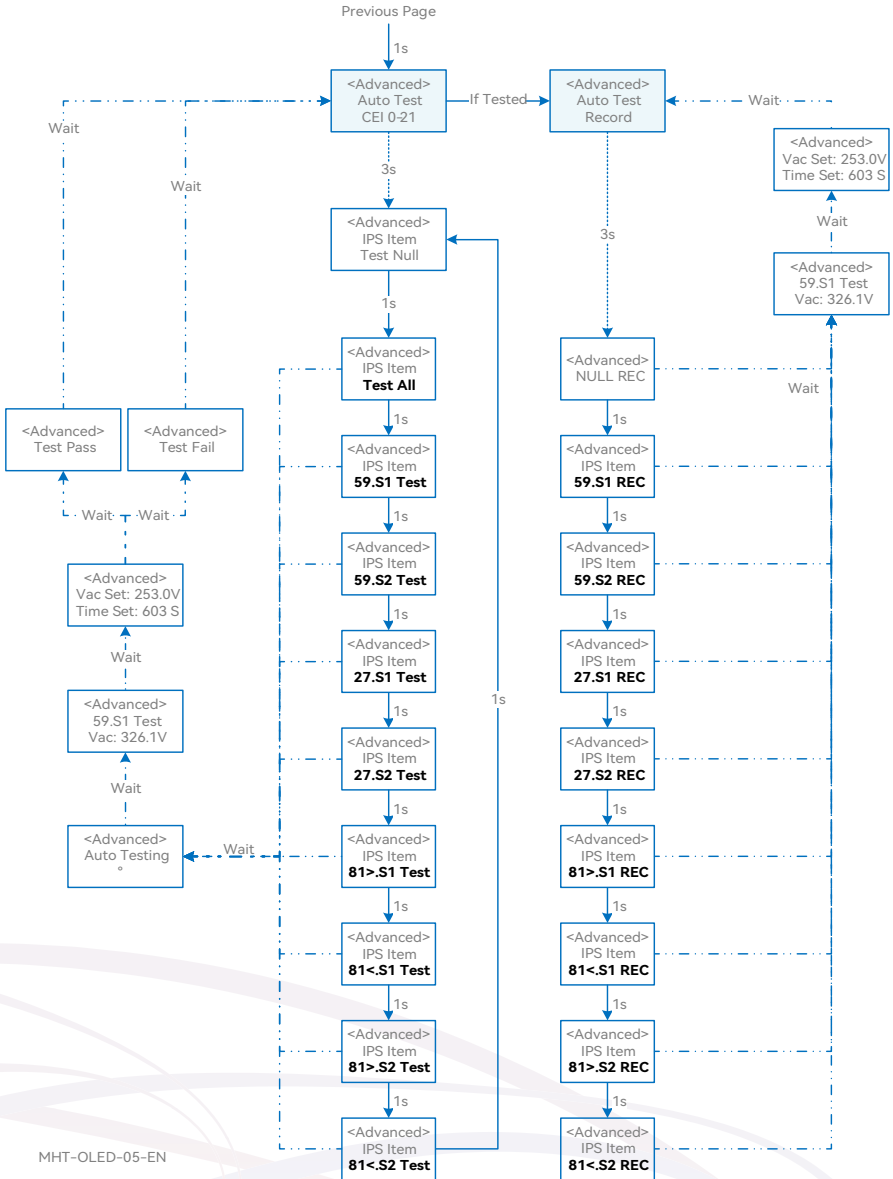 Previous Page
1s
<Advanced>
Auto Test
CEI 0-21
If Tested
<Advanced>
Auto Test
Record
Wait
Wait
Wait
3s
3s
<Advanced>
Vac Set: 253.0V
Time Set: 603 S
Wait
<Advanced>
59.S1 Test
Vac: 326.1V
Wait
<Advanced>
IPS Item
Test Null
1s
<Advanced>
IPS Item
Test All
1s
<Advanced>
IPS Item
59.S1 Test
1s
<Advanced>
IPS Item
59.S2 Test
1s
<Advanced>
IPS Item
27.S1 Test
1s
<Advanced>
IPS Item
27.S2 Test
1s
<Advanced>
IPS Item
81>.S1 Test
1s
<Advanced>
IPS Item
81<.S1 Test
1s
<Advanced>
IPS Item
81>.S2 Test
1s
<Advanced>
IPS Item
81<.S2 Test
1s
<Advanced>
NULL REC
1s
<Advanced>
IPS Item
59.S1 REC
1s
<Advanced>
IPS Item
59.S2 REC
1s
<Advanced>
IPS Item
27.S1 REC
1s
<Advanced>
IPS Item
27.S2 REC
1s
<Advanced>
IPS Item
81>.S1 REC
1s
<Advanced>
IPS Item
81<.S1 REC
1s
<Advanced>
IPS Item
81>.S2 REC
1s
<Advanced>
IPS Item
81<.S2 REC
<Advanced>
Test Pass
<Advanced>
Test Fail
Wait
Wait
<Advanced>
Vac Set: 253.0V
Time Set: 603 S
Wait
<Advanced>
59.S1 Test
Vac: 326.1V
Wait
<Advanced>
Auto Testing
°
Wait
MHT-OLED-05-EN